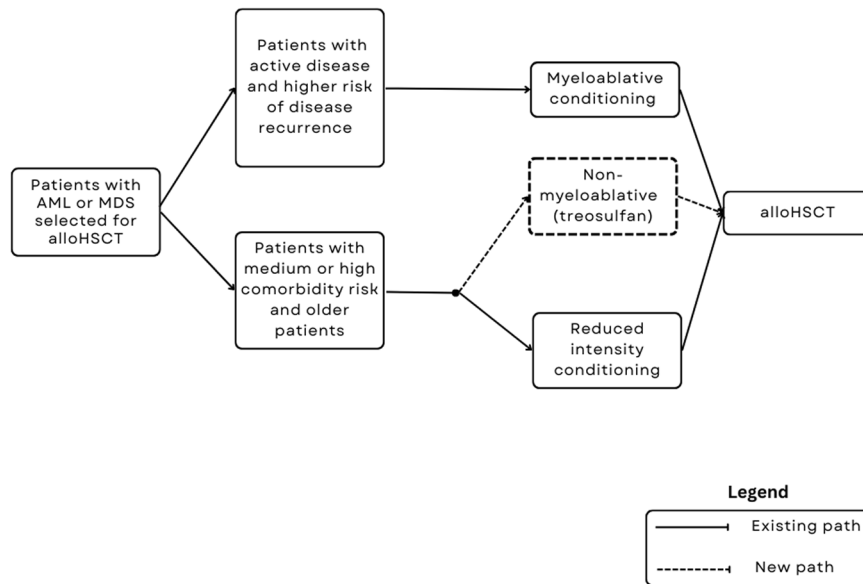 Patients with
AML or MDS
selected for
alloHSCT
Patients with
active disease
and higher risk
of disease
recurrence
Patients with
medium or high
comorbidity risk
and older
patients
Myeloablative
conditioning
Non-
myeloablative
(treosulfan)
Reduced
intensity
conditioning
alloHSCT
Legend
Existing path
New path